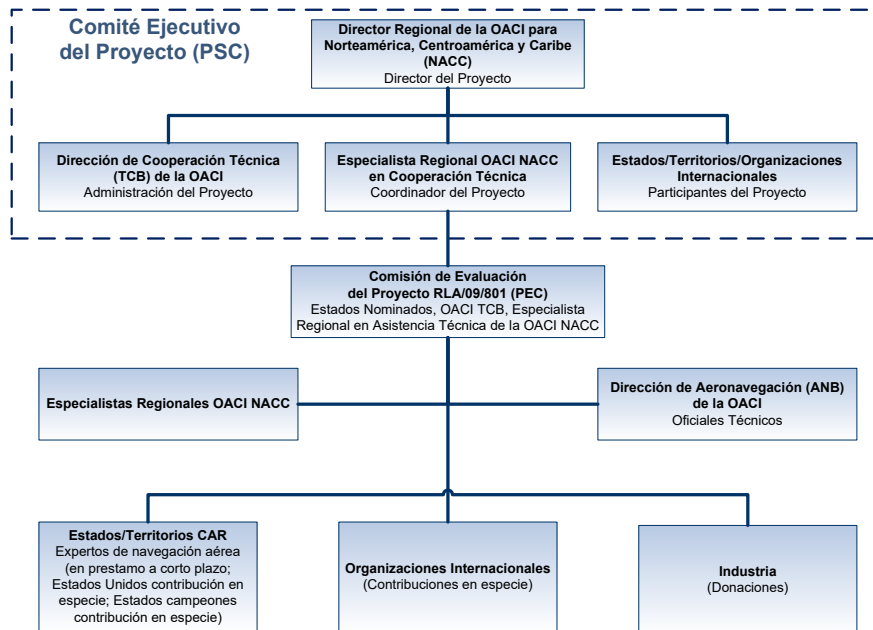 Comité Ejecutivo
del Proyecto (PSC)
Director Regional de la OACI para
Norteamérica, Centroamérica y Caribe
(NACC)
Director del Proyecto
Dirección de Cooperación Técnica
(TCB) de la OACI
Administración del Proyecto
Especialista Regional OACI NACC
en Cooperación Técnica
Coordinador del Proyecto
Estados/Territorios/Organizaciones
Internacionales
Participantes del Proyecto
Comisión de Evaluación
del Proyecto RLA/09/801 (PEC)
Estados Nominados, OACI TCB, Especialista
Regional en Asistencia Técnica de la OACI NACC
Especialistas Regionales OACI NACC
Dirección de Aeronavegación (ANB)
de la OACI
Oficiales Técnicos
Estados/Territorios CAR
Expertos de navegación aérea
(en prestamo a corto plazo;
Estados Unidos contribución en
especie; Estados campeones
contribución en especie)
Organizaciones Internacionales
(Contribuciones en especie)
Industria
(Donaciones)